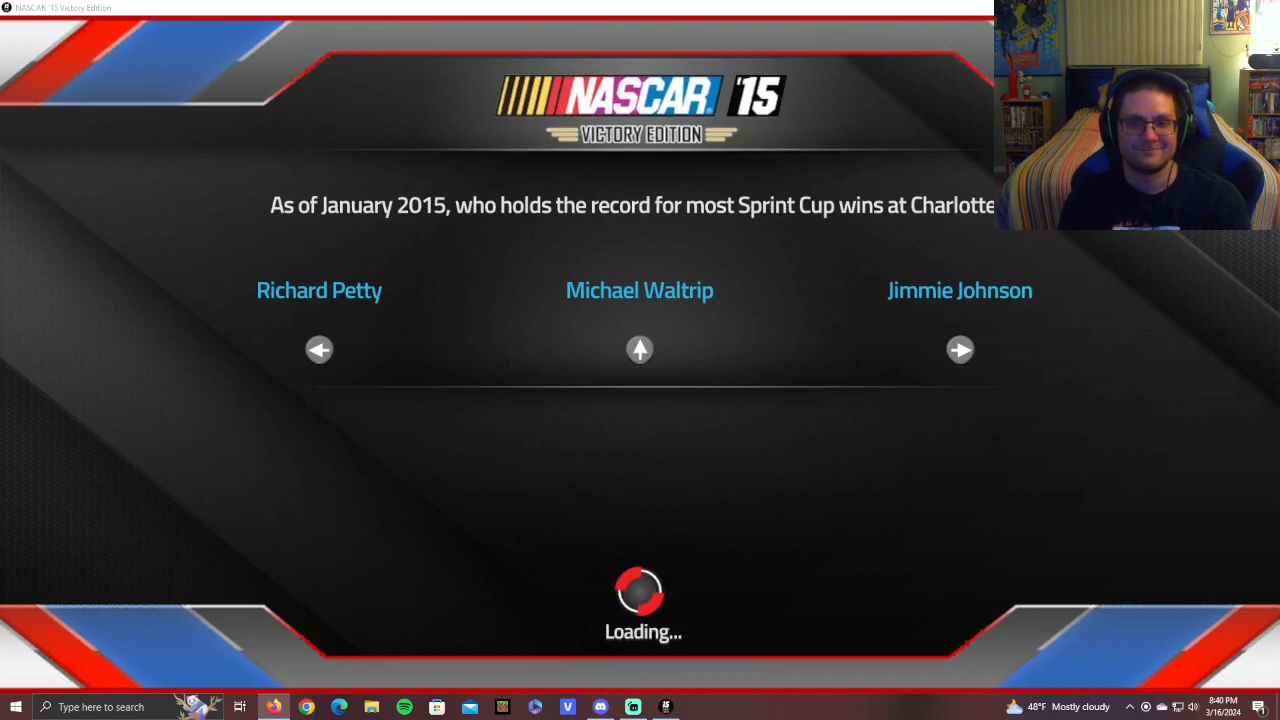 NASCAR '15 Victory Edition
NASCAR '15
VICTORY EDITION
As of January 2015, who holds the record for most Sprint Cup wins at Charlotte
Richard Petty
Michael Waltrip
Jimmie Johnson
Loading...
Type here to search
48°F Mostly cloudy
8:40 PM
3/16/2024